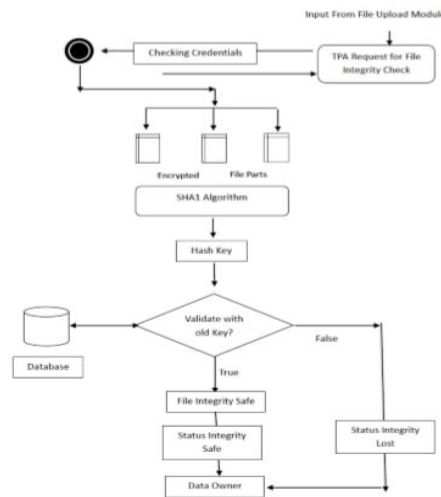 Input From File Upload Module
Checking Credentials
TPA Request for File
Integrity Check
Encrypted
File Parts
SHA1 Algorithm
Hash Key
Validate with
old Key?
False
Database
True
File Integrity Safe
Status Integrity
Safe
Status Integrity
Lost
Data Owner